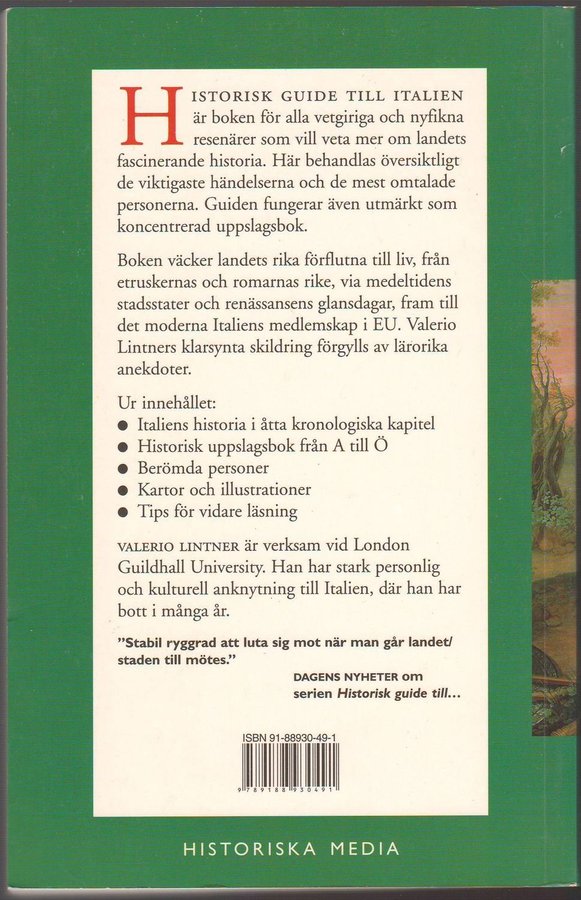 HISTORISK GUIDE TILL ITALIEN
är boken för alla vetgiriga och nyfikna
resenärer som vill veta mer om landets
fascinerande historia. Här behandlas översiktligt
de viktigaste händelserna och de mest omtalade
personerna. Guiden fungerar även utmärkt som
koncentrerad uppslagsbok.
Boken väcker landets rika förflutna till liv, från
etruskernas och romarnas rike, via medeltidens
stadsstater och renässansens glansdagar, fram till
det moderna Italiens medlemskap i EU. Valerio
Lintners klarsynta skildring förgylls av lärorika
anekdoter.
Ur innehållet:
● Italiens historia i åtta kronologiska kapitel
● Historisk uppslagsbok från A till Ö
● Berömda personer
● Kartor och illustrationer
● Tips för vidare läsning
VALERIO LINTNER är verksam vid London
Guildhall University. Han har stark personlig
och kulturell anknytning till Italien, där han har
bott i många år.
”Stabil ryggrad att luta sig mot när man går landet/
staden till mötes.”
DAGENS NYHETER om
serien Historisk guide till...
ISBN 91-88930-49-1
9 789188 930491
HISTORISKA MEDIA